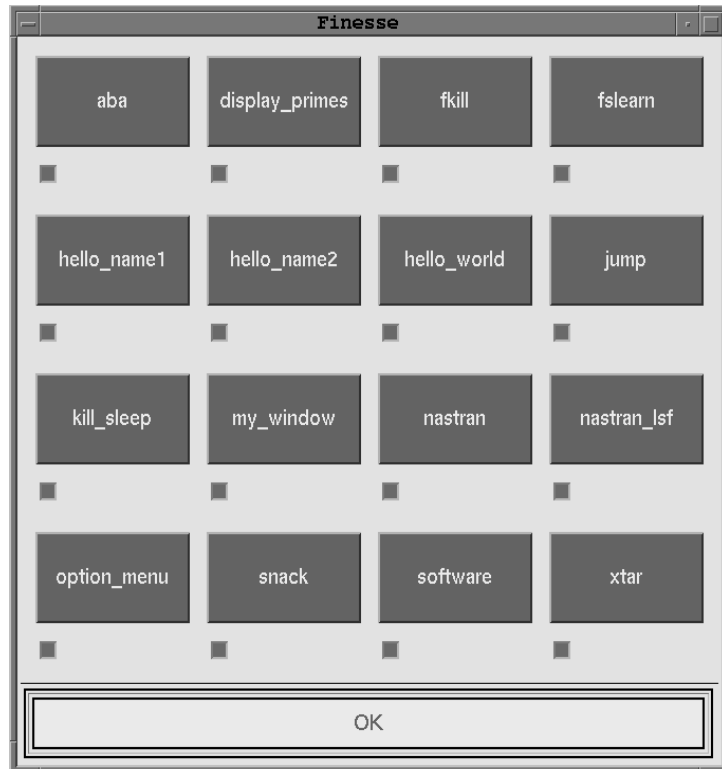 Finesse
aba display_primes fkill fslearn
hello_name1 hello_name2 hello_world jump
kill_sleep my_window nastran nastran_lsf
option_menu snack software xtar
OK